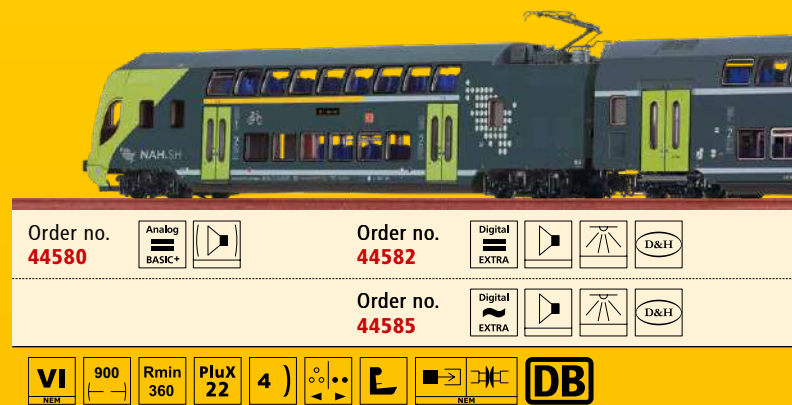 NAH.SH
Order no.
44580
Analog
BASIC+
Order no.
44582
Digital
EXTRA
D&H
Order no.
44585
Digital
EXTRA
D&H
VI
NEM
900
Rmin
360
PluX
22
4 )
NEM
DB